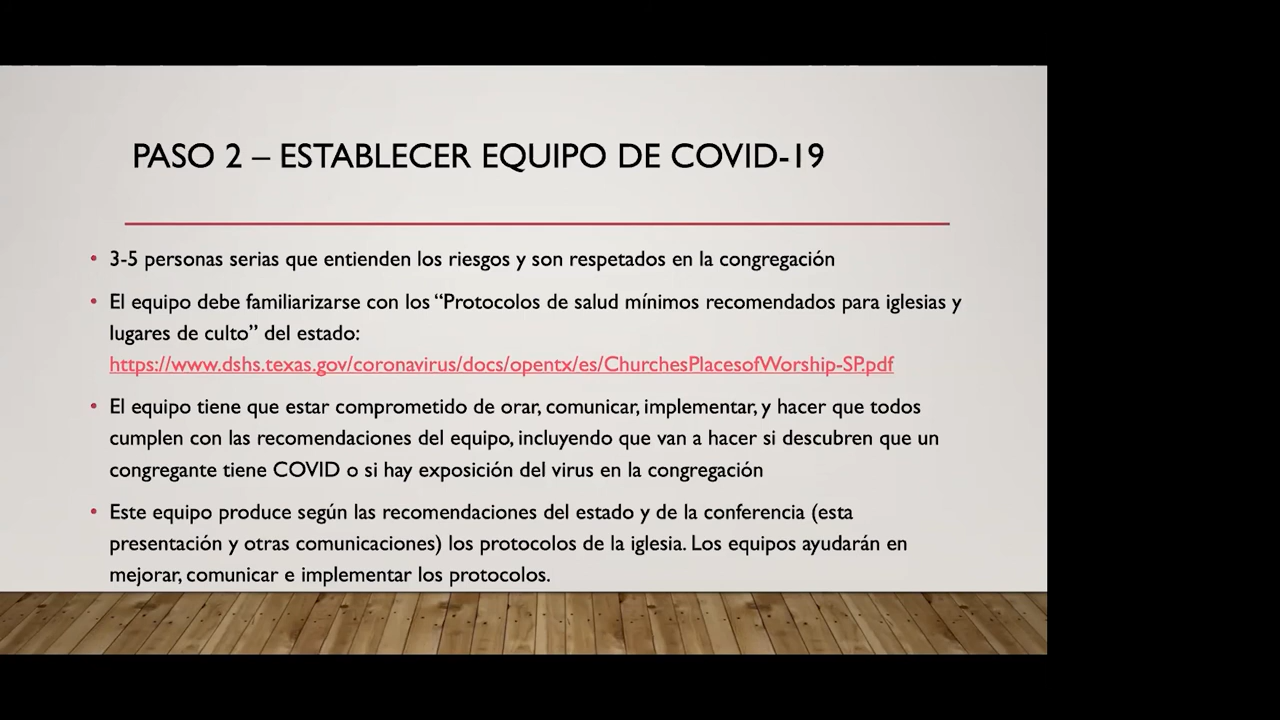 PASO 2 – ESTABLECER EQUIPO DE COVID-19
• 3-5 personas serias que entienden los riesgos y son respetados en la congregación
• El equipo debe familiarizarse con los “Protocolos de salud mínimos recomendados para iglesias y
lugares de culto” del estado:
https://www.dshs.texas.gov/coronavirus/docs/opentx/es/ChurchesPlacesofWorship-SP.pdf
• El equipo tiene que estar comprometido de orar, comunicar, implementar, y hacer que todos
cumplen con las recomendaciones del equipo, incluyendo que van a hacer si descubren que un
congregante tiene COVID o si hay exposición del virus en la congregación
• Este equipo produce según las recomendaciones del estado y de la conferencia (esta
presentación y otras comunicaciones) los protocolos de la iglesia. Los equipos ayudarán en
mejorar, comunicar e implementar los protocolos.